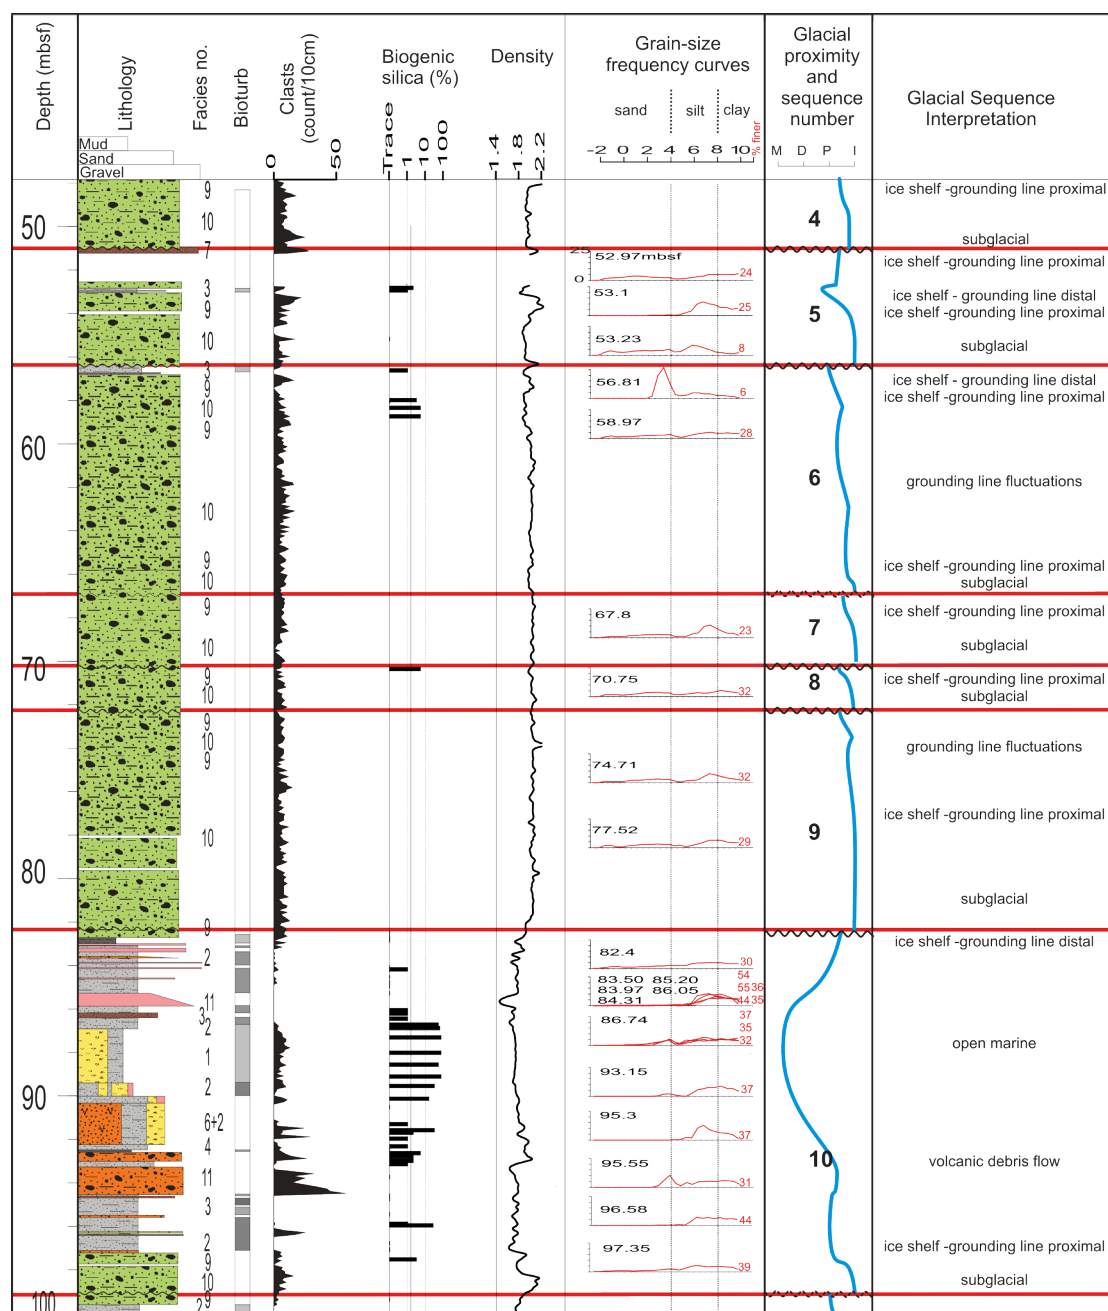 Depth (mbsf)
Lithology
Mud
Sand
Gravel
Facies no.
Bioturb
Clasts
(count/10cm)
0
50
Biogenic
silica (%)
Trace
1
10
100
Density
1.4
1.8
2.2
Grain-size
frequency curves
sand
silt
clay
-2 0 2 4 6 8 10
% finer
Glacial
proximity
and
sequence
number
M D P I
Glacial Sequence
Interpretation
50
60
70
80
90
100
9
10
7
3
9
10
3
9
10
9
10
9
10
9
10
9
10
9
10
9
10
9
2
11
3
2
1
2
6+2
4
11
3
2
9
10
9
2
25
0
52.97mbsf
24
53.1
25
53.23
8
56.81
6
58.97
28
67.8
23
70.75
32
74.71
32
77.52
29
82.4
30
83.50 85.20
83.97 86.05
84.31
54
55 36
44 35
86.74
37
35
32
93.15
37
95.3
37
95.55
31
96.58
44
97.35
39
4
5
6
7
8
9
10
ice shelf -grounding line proximal
subglacial
ice shelf -grounding line proximal
ice shelf - grounding line distal
ice shelf -grounding line proximal
subglacial
ice shelf - grounding line distal
ice shelf -grounding line proximal
grounding line fluctuations
ice shelf -grounding line proximal
subglacial
ice shelf -grounding line proximal
subglacial
ice shelf -grounding line proximal
subglacial
grounding line fluctuations
ice shelf -grounding line proximal
subglacial
ice shelf -grounding line distal
open marine
volcanic debris flow
ice shelf -grounding line proximal
subglacial